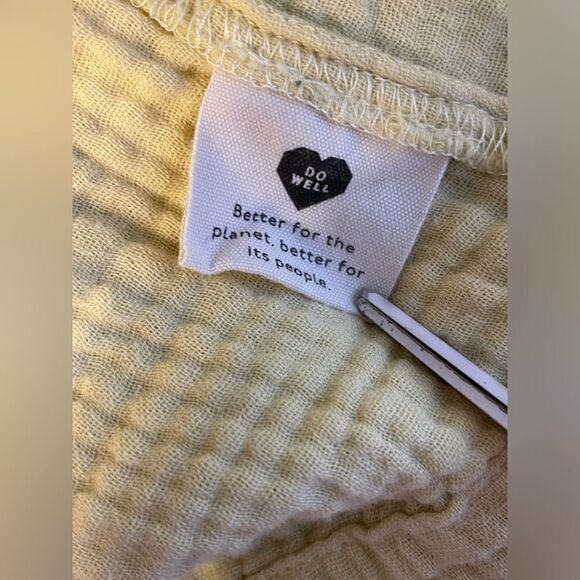 DO
WELL
Better for the
planet, better for
its people.